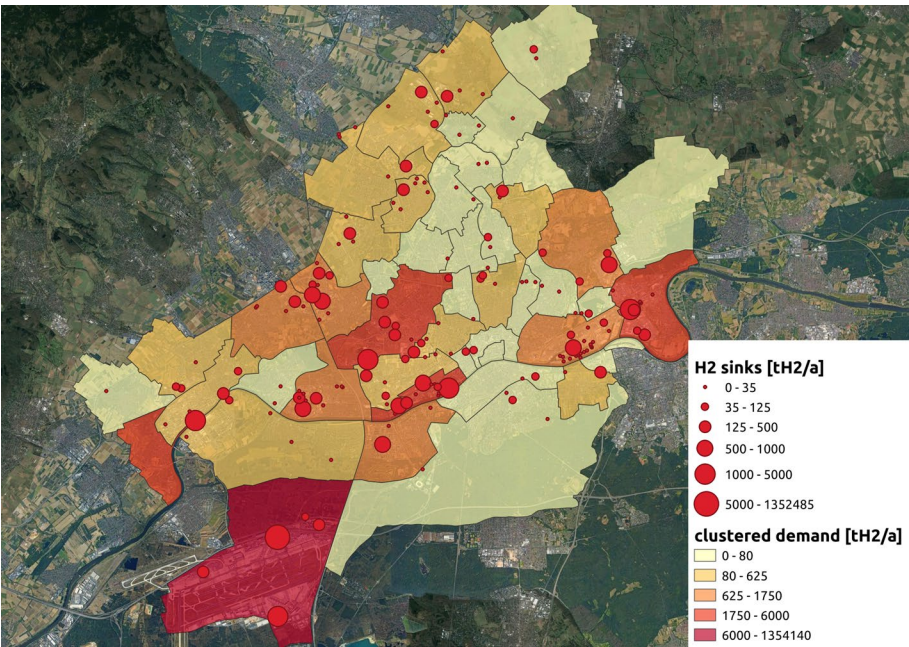 H2 sinks [tH2/a]
0 - 35
35 - 125
125 - 500
500 - 1000
1000 - 5000
5000 - 1352485
clustered demand [tH2/a]
0 - 80
80 - 625
625 - 1750
1750 - 6000
6000 - 1354140